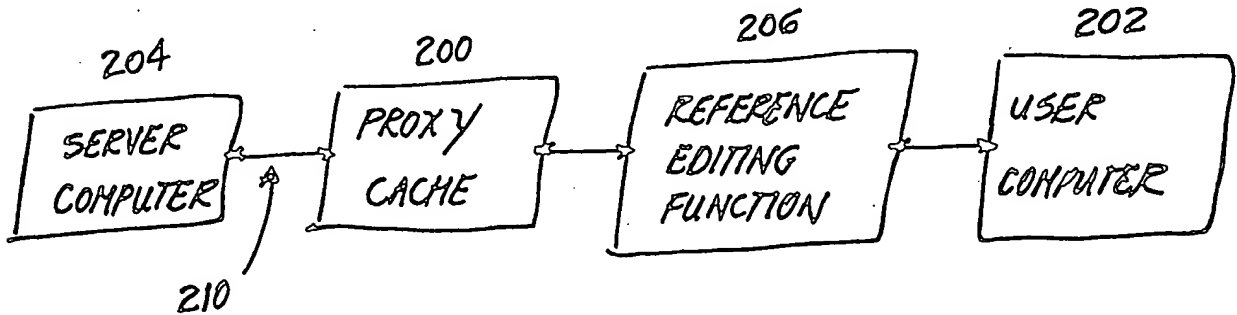 204
SERVER
COMPUTER
200
PROXY
CACHE
206
REFERENCE
EDITING
FUNCTION
202
USER
COMPUTER
210